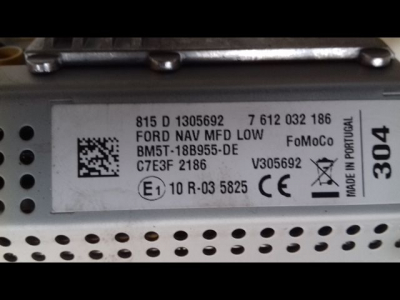 815 D 1305692 7 612 032 186
FORD NAV MFD LOW
BM5T-18B955-DE FoMoCo
C7E3F 2186 V305692
E1 10 R-03 5825
MADE IN PORTUGAL
304